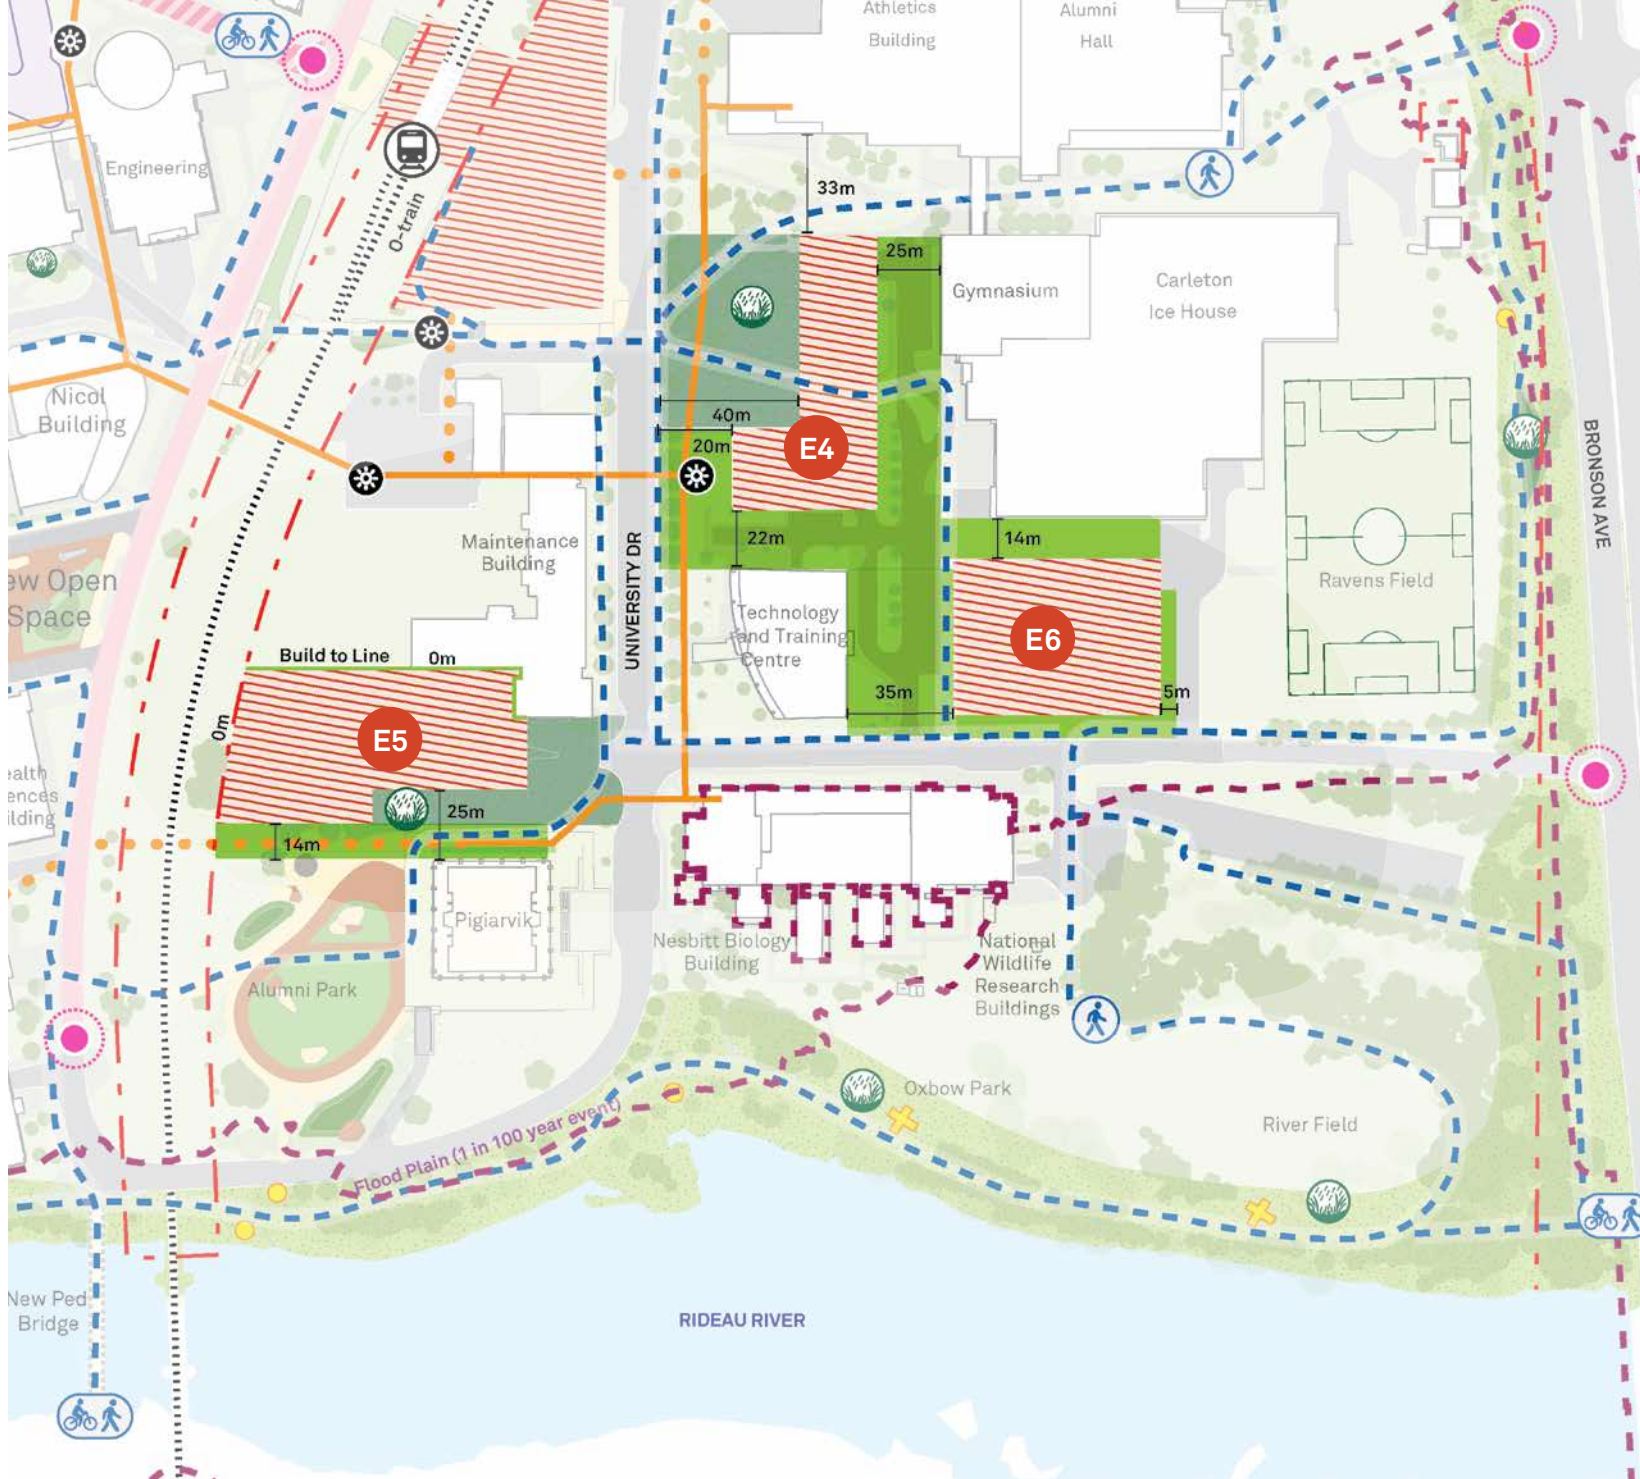 Athletics
Building
Alumni
Hall
Engineering
33m
O-train
25m
Gymnasium
Carleton
Ice House
Nicol
Building
40m
20m
E4
BRONSON AVE
22m
14m
Maintenance
Building
UNIVERSITY DR
ew Open
Space
Technology
and Training
Centre
Ravens Field
E6
Build to Line 0m
35m
5m
0m
E5
ealth
ences
ilding
25m
14m
Pigiarvik
Nesbitt Biology
Building
National
Wildlife
Research
Buildings
Alumni Park
Oxbow Park
River Field
Flood Plain (1 in 100 year event)
New Ped
Bridge
RIDEAU RIVER